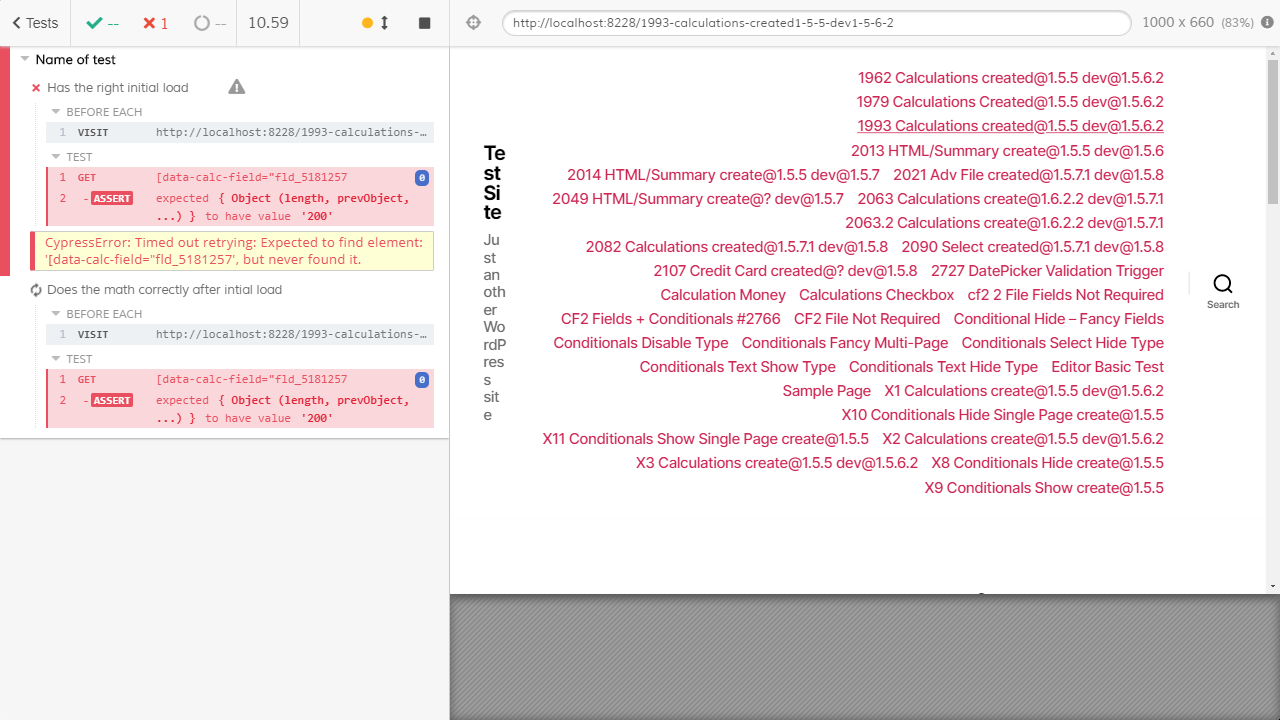 Tests
--
1
--
10.59
http://localhost:8228/1993-calculations-created1-5-5-dev1-5-6-2
1000 x 660 (83%)
Name of test
Has the right initial load
BEFORE EACH
1 VISIT http://localhost:8228/1993-calculations-…
TEST
1 GET [data-calc-field="fld_5181257 0
2 - ASSERT expected { Object (length, prevObject,
...) } to have value '200'
CypressError: Timed out retrying: Expected to find element:
'[data-calc-field="fld_5181257', but never found it.
Does the math correctly after intial load
BEFORE EACH
1 VISIT http://localhost:8228/1993-calculations-…
TEST
1 GET [data-calc-field="fld_5181257 0
2 - ASSERT expected { Object (length, prevObject,
...) } to have value '200'
Te
st
Si
te
Ju
st
an
oth
er
Wo
rdP
res
s
sit
e
1962 Calculations created@1.5.5 dev@1.5.6.2
1979 Calculations Created@1.5.5 dev@1.5.6.2
1993 Calculations created@1.5.5 dev@1.5.6.2
2013 HTML/Summary create@1.5.5 dev@1.5.6
2014 HTML/Summary create@1.5.5 dev@1.5.7 2021 Adv File created@1.5.7.1 dev@1.5.8
2049 HTML/Summary create@? dev@1.5.7 2063 Calculations create@1.6.2.2 dev@1.5.7.1
2063.2 Calculations create@1.6.2.2 dev@1.5.7.1
2082 Calculations created@1.5.7.1 dev@1.5.8 2090 Select created@1.5.7.1 dev@1.5.8
2107 Credit Card created@? dev@1.5.8 2727 DatePicker Validation Trigger
Calculation Money Calculations Checkbox cf2 2 File Fields Not Required
CF2 Fields + Conditionals #2766 CF2 File Not Required Conditional Hide – Fancy Fields
Conditionals Disable Type Conditionals Fancy Multi-Page Conditionals Select Hide Type
Conditionals Text Show Type Conditionals Text Hide Type Editor Basic Test
Sample Page X1 Calculations create@1.5.5 dev@1.5.6.2
X10 Conditionals Hide Single Page create@1.5.5
X11 Conditionals Show Single Page create@1.5.5 X2 Calculations create@1.5.5 dev@1.5.6.2
X3 Calculations create@1.5.5 dev@1.5.6.2 X8 Conditionals Hide create@1.5.5
X9 Conditionals Show create@1.5.5
Search